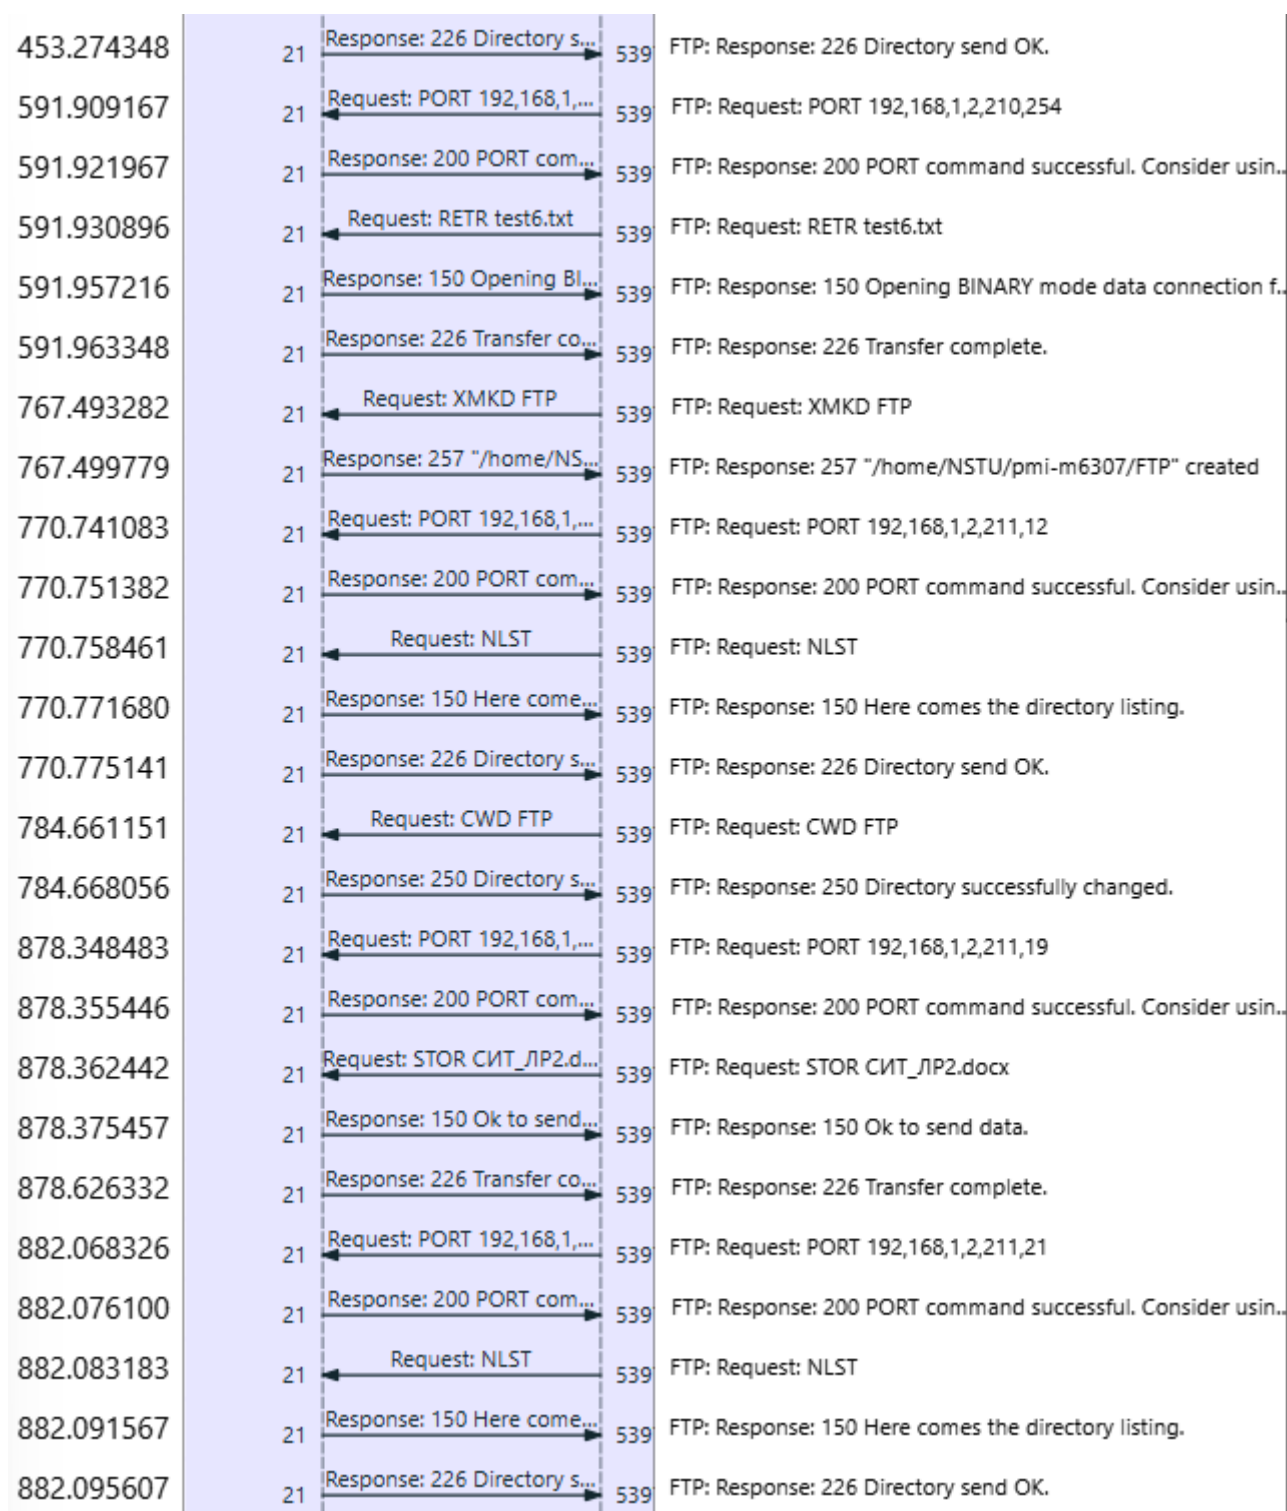 453.274348 21 Response: 226 Directory s... 539 FTP: Response: 226 Directory send OK.
591.909167 21 Request: PORT 192,168,1,... 539 FTP: Request: PORT 192,168,1,2,210,254
591.921967 21 Response: 200 PORT com... 539 FTP: Response: 200 PORT command successful. Consider usin..
591.930896 21 Request: RETR test6.txt 539 FTP: Request: RETR test6.txt
591.957216 21 Response: 150 Opening BI... 539 FTP: Response: 150 Opening BINARY mode data connection f..
591.963348 21 Response: 226 Transfer co... 539 FTP: Response: 226 Transfer complete.
767.493282 21 Request: XMKD FTP 539 FTP: Request: XMKD FTP
767.499779 21 Response: 257 "/home/NS... 539 FTP: Response: 257 "/home/NSTU/pmi-m6307/FTP" created
770.741083 21 Request: PORT 192,168,1,... 539 FTP: Request: PORT 192,168,1,2,211,12
770.751382 21 Response: 200 PORT com... 539 FTP: Response: 200 PORT command successful. Consider usin..
770.758461 21 Request: NLST 539 FTP: Request: NLST
770.771680 21 Response: 150 Here come... 539 FTP: Response: 150 Here comes the directory listing.
770.775141 21 Response: 226 Directory s... 539 FTP: Response: 226 Directory send OK.
784.661151 21 Request: CWD FTP 539 FTP: Request: CWD FTP
784.668056 21 Response: 250 Directory s... 539 FTP: Response: 250 Directory successfully changed.
878.348483 21 Request: PORT 192,168,1,... 539 FTP: Request: PORT 192,168,1,2,211,19
878.355446 21 Response: 200 PORT com... 539 FTP: Response: 200 PORT command successful. Consider usin..
878.362442 21 Request: STOR СИТ_ЛР2.d... 539 FTP: Request: STOR СИТ_ЛР2.docx
878.375457 21 Response: 150 Ok to send... 539 FTP: Response: 150 Ok to send data.
878.626332 21 Response: 226 Transfer co... 539 FTP: Response: 226 Transfer complete.
882.068326 21 Request: PORT 192,168,1,... 539 FTP: Request: PORT 192,168,1,2,211,21
882.076100 21 Response: 200 PORT com... 539 FTP: Response: 200 PORT command successful. Consider usin..
882.083183 21 Request: NLST 539 FTP: Request: NLST
882.091567 21 Response: 150 Here come... 539 FTP: Response: 150 Here comes the directory listing.
882.095607 21 Response: 226 Directory s... 539 FTP: Response: 226 Directory send OK.